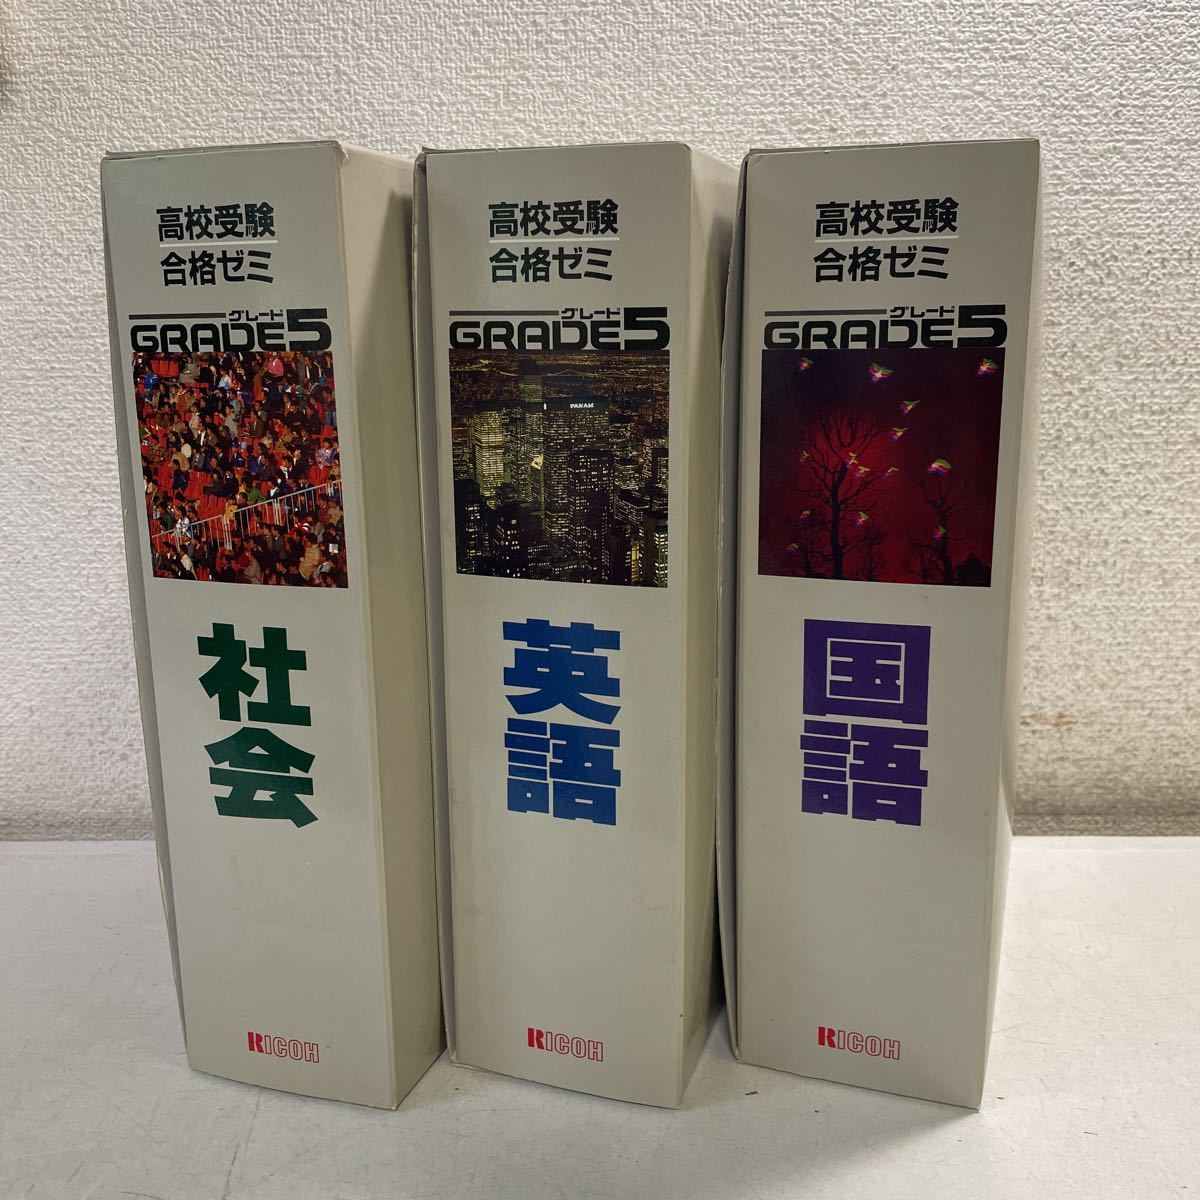 高校受験
合格ゼミ
グレード
GRADE5
社会
RICOH
高校受験
合格ゼミ
グレード
GRADE5
PANAM
英語
RICOH
高校受験
合格ゼミ
グレード
GRADE5
国語
RICOH